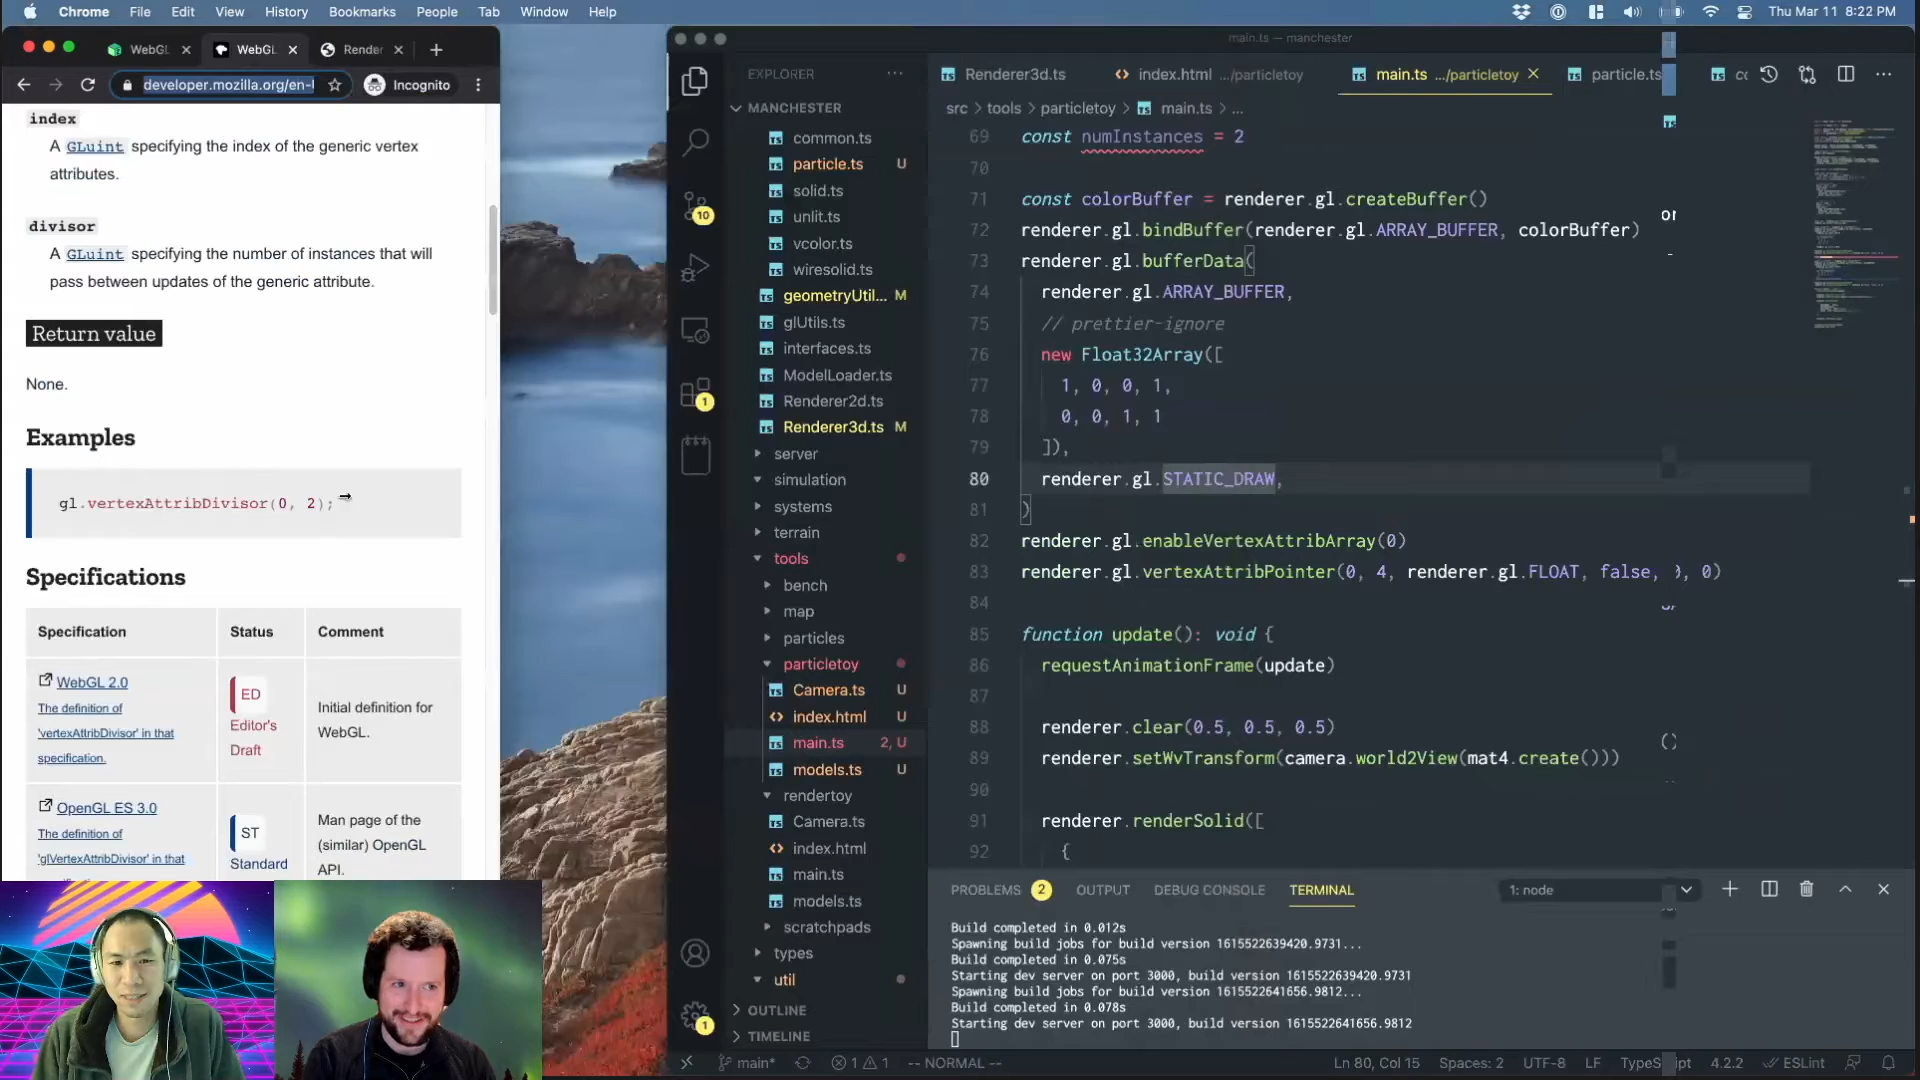 Chrome File Edit View History Bookmarks People Tab Window Help Thu Mar 11 8:22 PM
WebGL WebGL Render
developer.mozilla.org/en- Incognito
index
A GLuint specifying the index of the generic vertex
attributes.
divisor
A GLuint specifying the number of instances that will
pass between updates of the generic attribute.
Return value
None.
Examples
gl.vertexAttribDivisor(0, 2);
Specifications
Specification Status Comment
WebGL 2.0
The definition of
'vertexAttribDivisor' in that
specification.
ED
Editor's
Draft
Initial definition for
WebGL.
OpenGL ES 3.0
The definition of
'glVertexAttribDivisor' in that
ST
Standard
Man page of the
(similar) OpenGL
API.
main.ts — manchester
EXPLORER
MANCHESTER
common.ts
particle.ts U
solid.ts
unlit.ts
vcolor.ts
wiresolid.ts
geometryUtil... M
glUtils.ts
interfaces.ts
ModelLoader.ts
Renderer2d.ts
Renderer3d.ts M
server
simulation
systems
terrain
tools
bench
map
particles
particletoy
Camera.ts U
index.html U
main.ts 2, U
models.ts U
rendertoy
Camera.ts
index.html
main.ts
models.ts
scratchpads
types
util
OUTLINE
TIMELINE
10
1
1
Renderer3d.ts index.html .../particletoy main.ts .../particletoy particle.ts
src > tools > particletoy > main.ts > ...
69 const numInstances = 2
70
71 const colorBuffer = renderer.gl.createBuffer()
72 renderer.gl.bindBuffer(renderer.gl.ARRAY_BUFFER, colorBuffer)
73 renderer.gl.bufferData(
74 renderer.gl.ARRAY_BUFFER,
75 // prettier-ignore
76 new Float32Array([
77 1, 0, 0, 1,
78 0, 0, 1, 1
79 ]),
80 renderer.gl.STATIC_DRAW,
81 )
82 renderer.gl.enableVertexAttribArray(0)
83 renderer.gl.vertexAttribPointer(0, 4, renderer.gl.FLOAT, false, 0, 0)
84
85 function update(): void {
86 requestAnimationFrame(update)
87
88 renderer.clear(0.5, 0.5, 0.5)
89 renderer.setWvTransform(camera.world2View(mat4.create()))
90
91 renderer.renderSolid([
92 {
PROBLEMS 2 OUTPUT DEBUG CONSOLE TERMINAL 1: node
Build completed in 0.012s
Spawning build jobs for build version 1615522639420.9731...
Build completed in 0.075s
Starting dev server on port 3000, build version 1615522639420.9731
Spawning build jobs for build version 1615522641656.9812...
Build completed in 0.078s
Starting dev server on port 3000, build version 1615522641656.9812
main* 1 1 -- NORMAL -- Ln 80, Col 15 Spaces: 2 UTF-8 LF TypeScript 4.2.2 ESLint